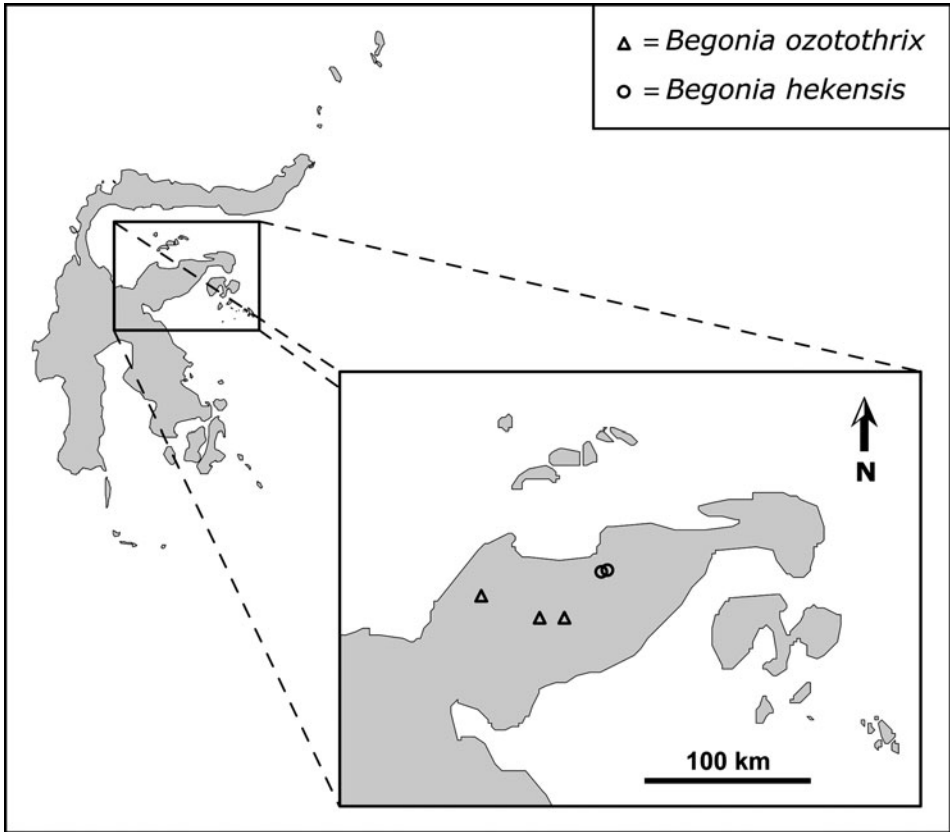 = Begonia ozotothrix
= Begonia hekensis
N
100 km